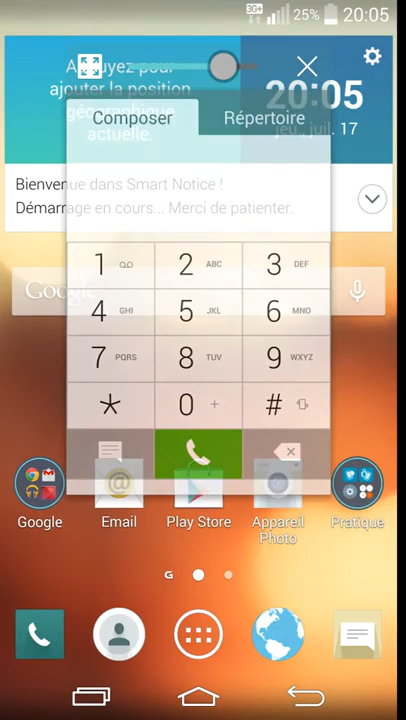 3G+ 25% 20:05
Appuyez pour
ajouter la position
géographique
actuelle.
20:05
jeu., juil. 17
Composer Répertoire
Bienvenue dans Smart Notice !
Démarrage en cours... Merci de patienter.
Google
1 2 ABC 3 DEF
4 GHI 5 JKL 6 MNO
7 PQRS 8 TUV 9 WXYZ
* 0 + #
Google Email Play Store Appareil Photo Pratique
G